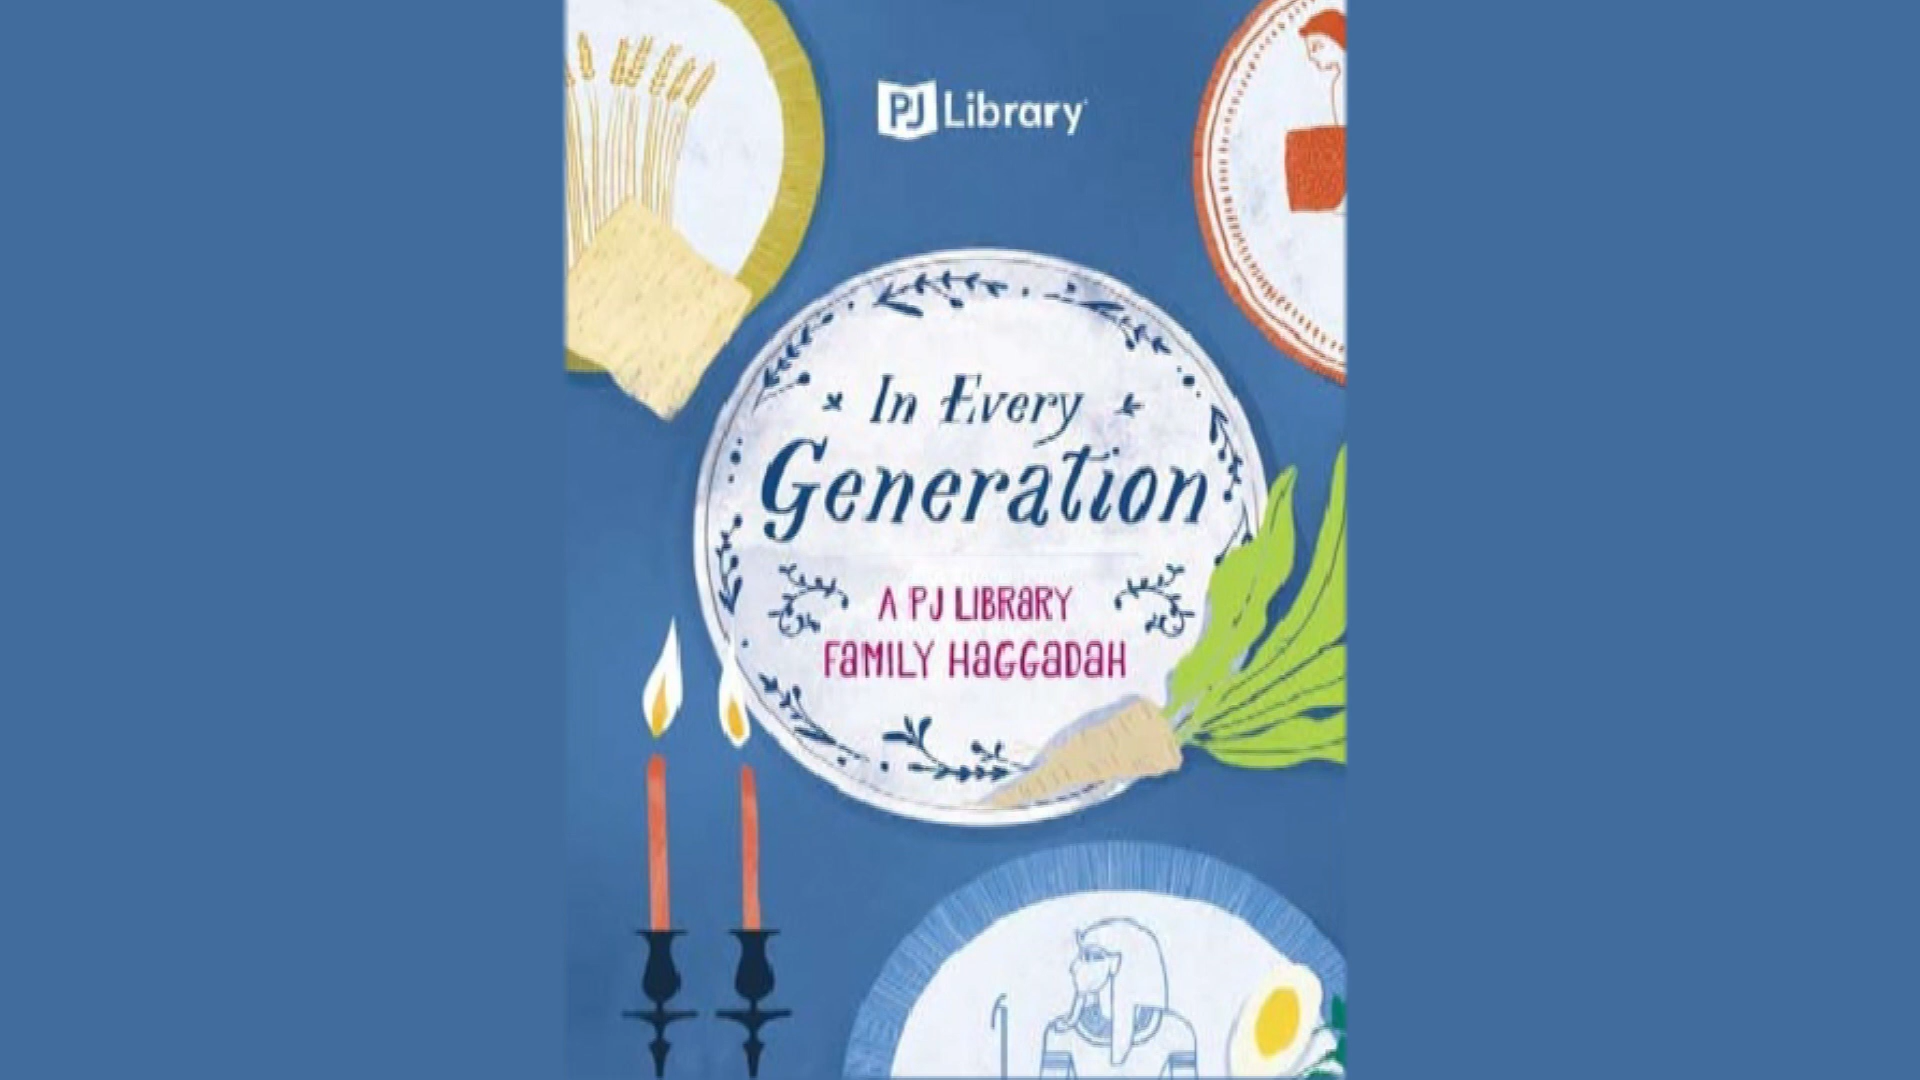 PJ Library
In Every
Generation
A PJ LIBRARY
FAMILY HAGGADAH